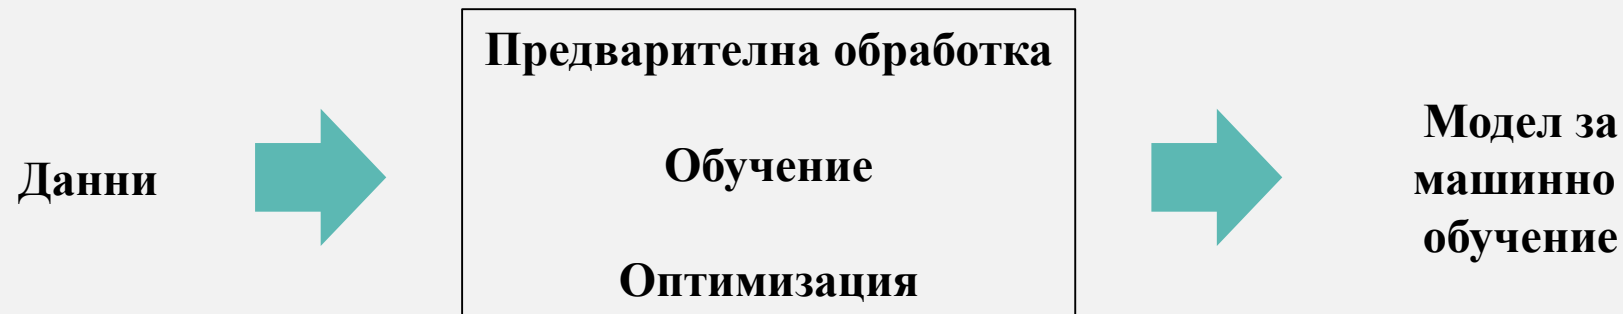 Данни
Предварителна обработка
Обучение
Оптимизация
Модел за
машинно
обучение